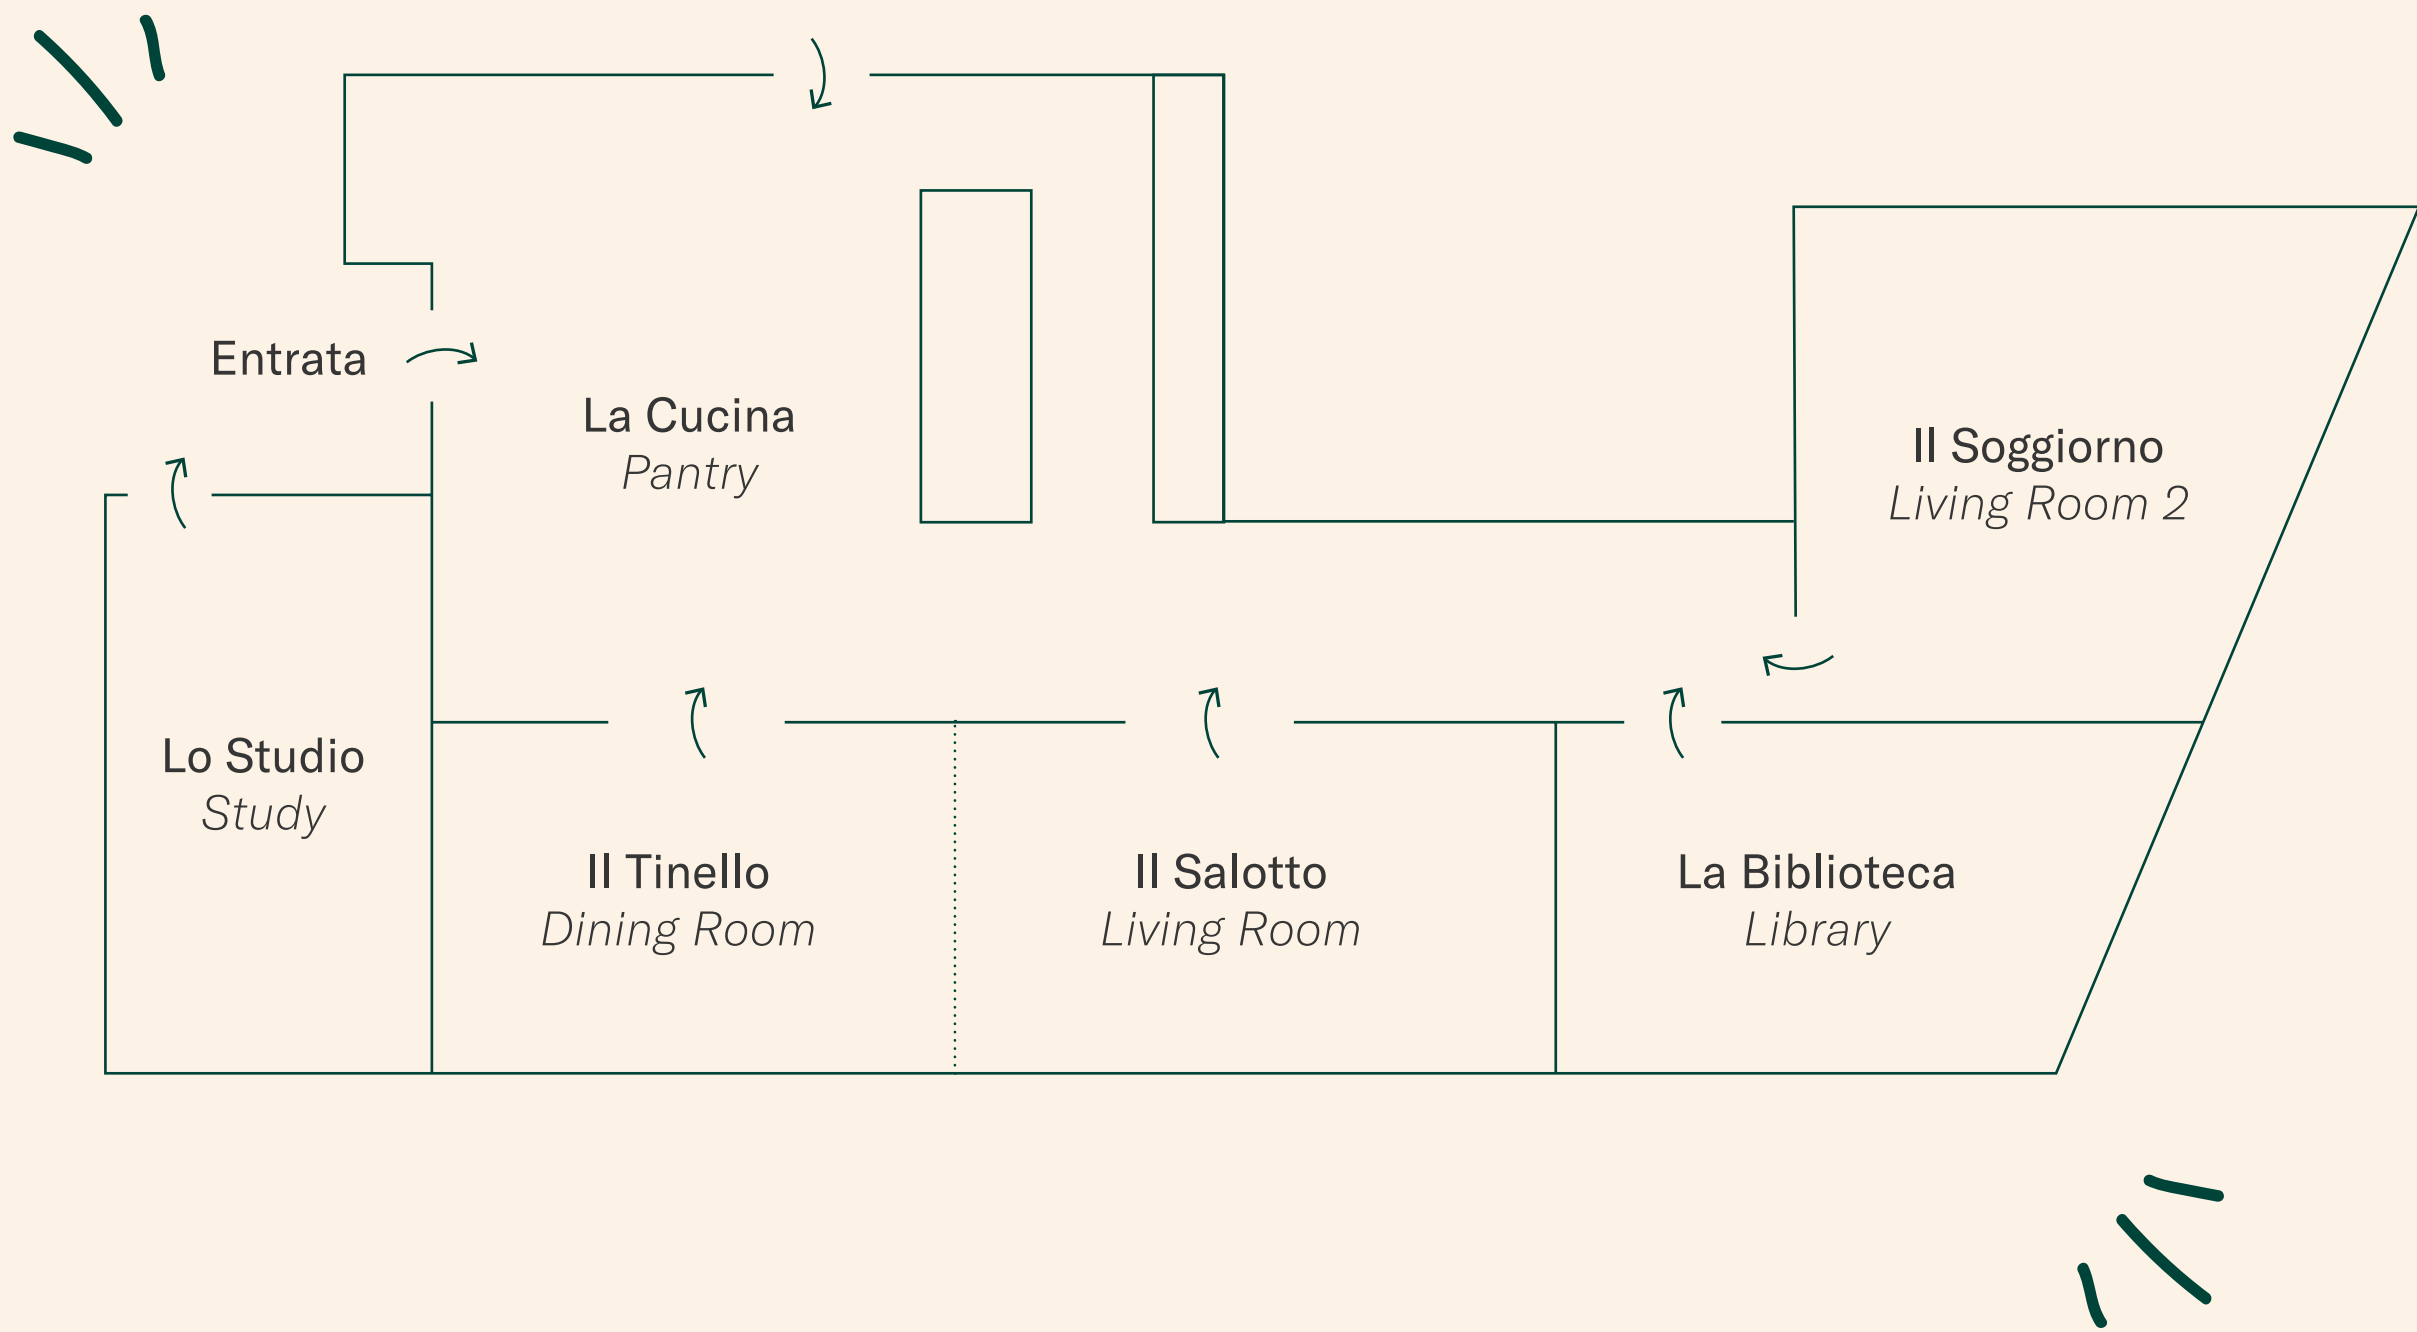 Entrata
La Cucina
Pantry
Il Soggiorno
Living Room 2
Lo Studio
Study
Il Tinello
Dining Room
Il Salotto
Living Room
La Biblioteca
Library